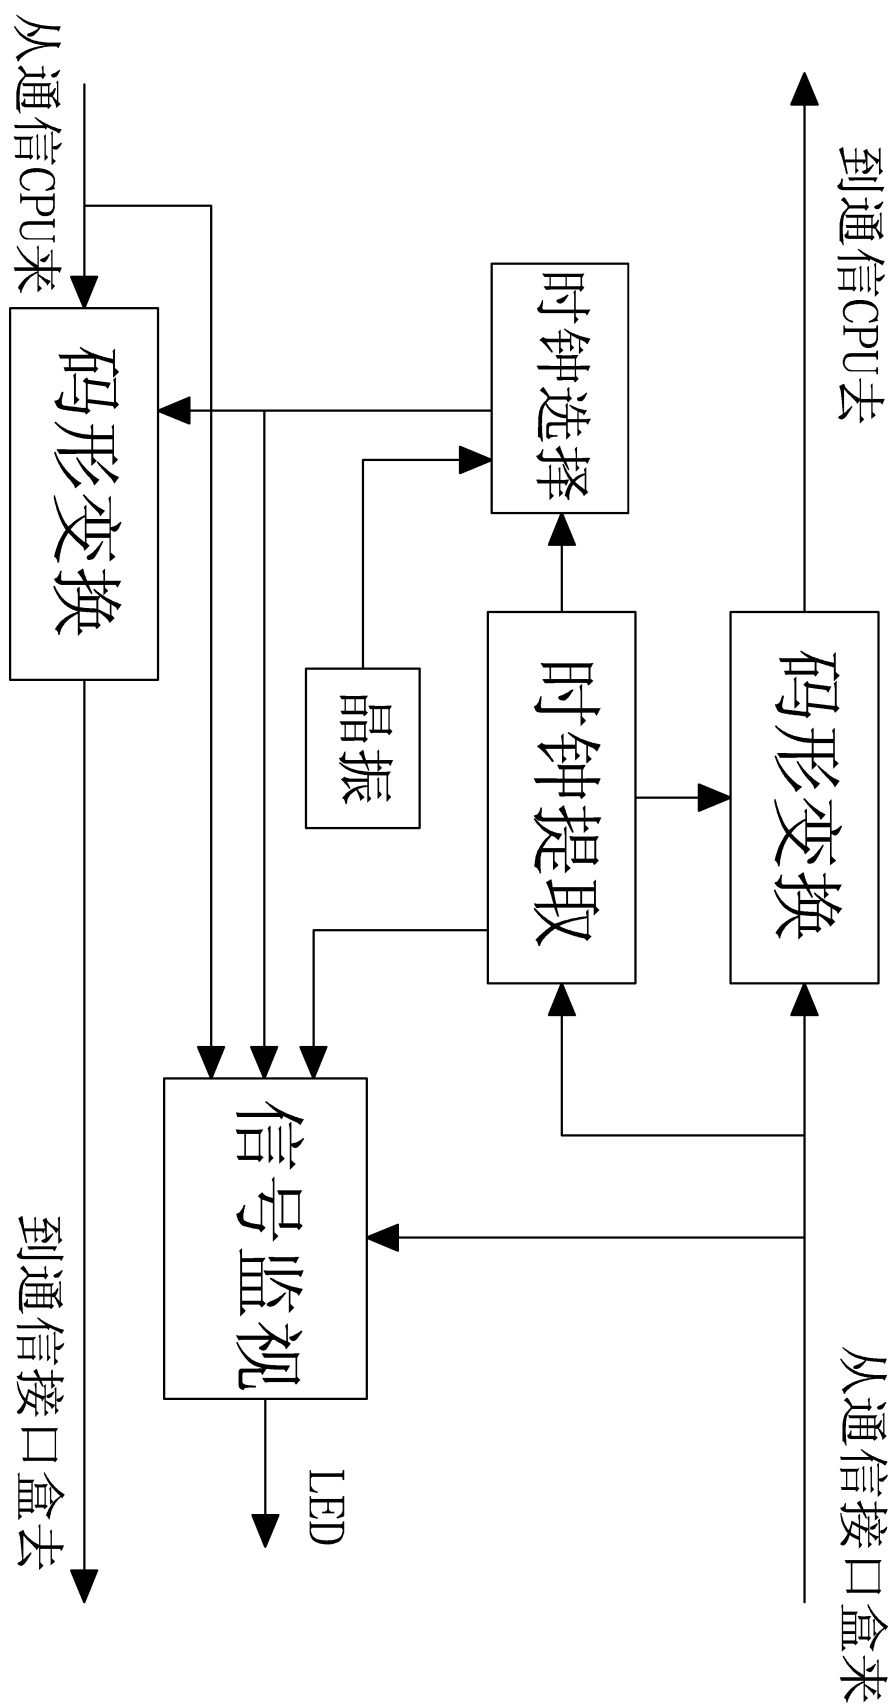 到通信CPU去
从通信接口盒来
码形变换
时钟选择
时钟提取
晶振
信号监视
LED
从通信CPU来
码形变换
到通信接口盒去